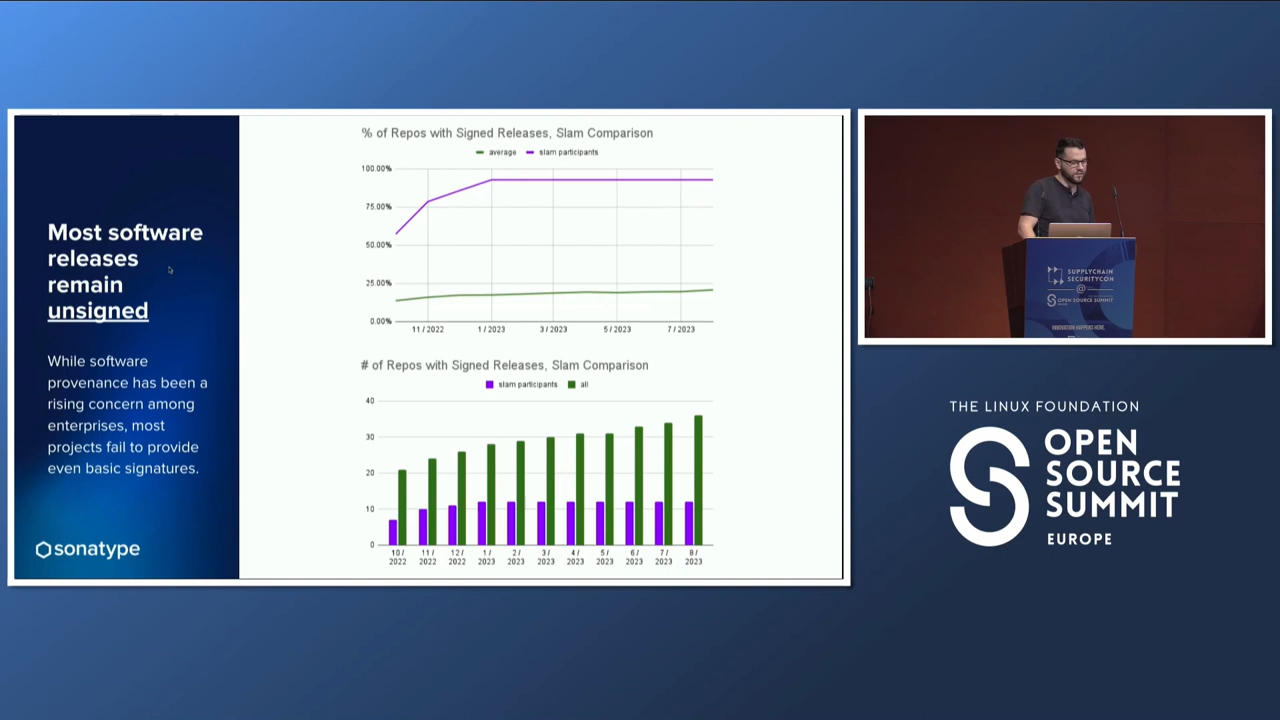 Most software
releases
remain
unsigned
While software
provenance has been a
rising concern among
enterprises, most
projects fail to provide
even basic signatures.
sonatype
% of Repos with Signed Releases, Slam Comparison
average slam participants
100.00%
75.00%
50.00%
25.00%
0.00%
11 / 2022 1 / 2023 3 / 2023 5 / 2023 7 / 2023
# of Repos with Signed Releases, Slam Comparison
slam participants all
40
30
20
10
0
10 / 11 / 12 / 1 / 2 / 3 / 4 / 5 / 6 / 7 / 8 /
2022 2022 2022 2023 2023 2023 2023 2023 2023 2023 2023
SUPPLYCHAIN
SECURITYCON
@
OPEN SOURCE SUMMIT
INNOVATION HAPPENS HERE.
THE LINUX FOUNDATION
OPEN
SOURCE
SUMMIT
EUROPE